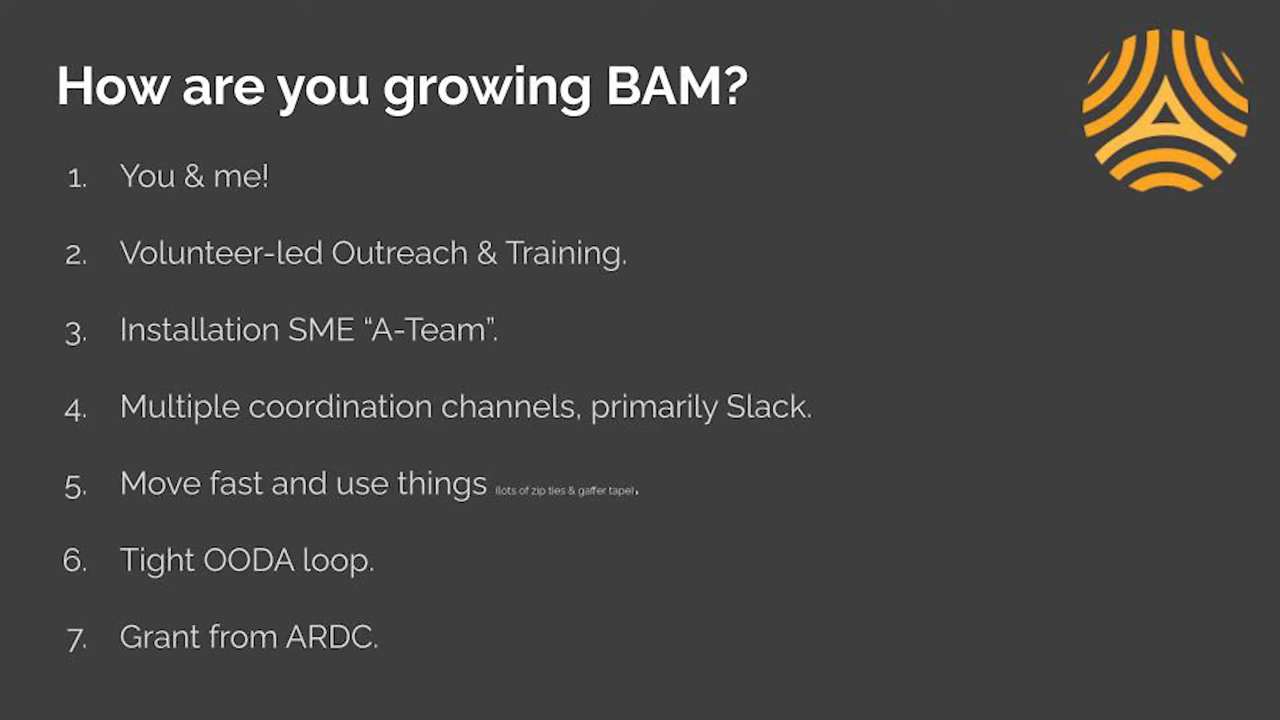 How are you growing BAM?
1. You & me!
2. Volunteer-led Outreach & Training.
3. Installation SME “A-Team”.
4. Multiple coordination channels, primarily Slack.
5. Move fast and use things (lots of zip ties & gaffer tape).
6. Tight OODA loop.
7. Grant from ARDC.